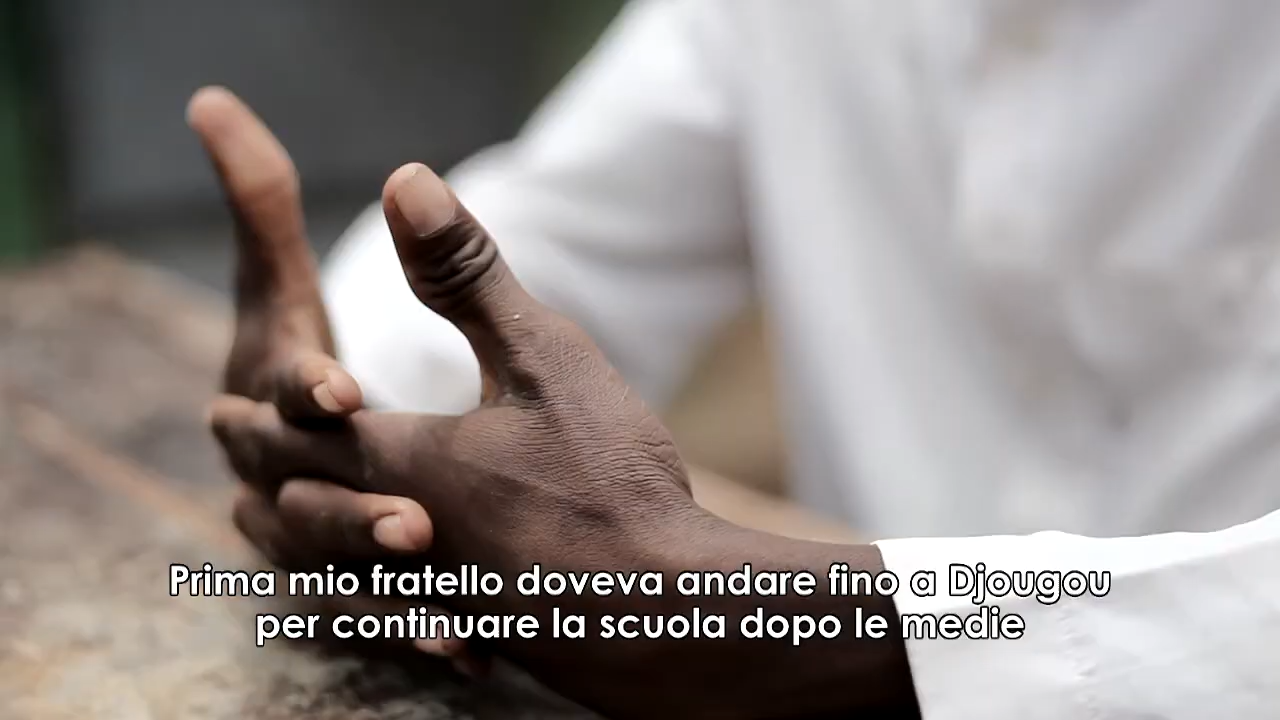 Prima mio fratello doveva andare fino a Djougou
per continuare la scuola dopo le medie